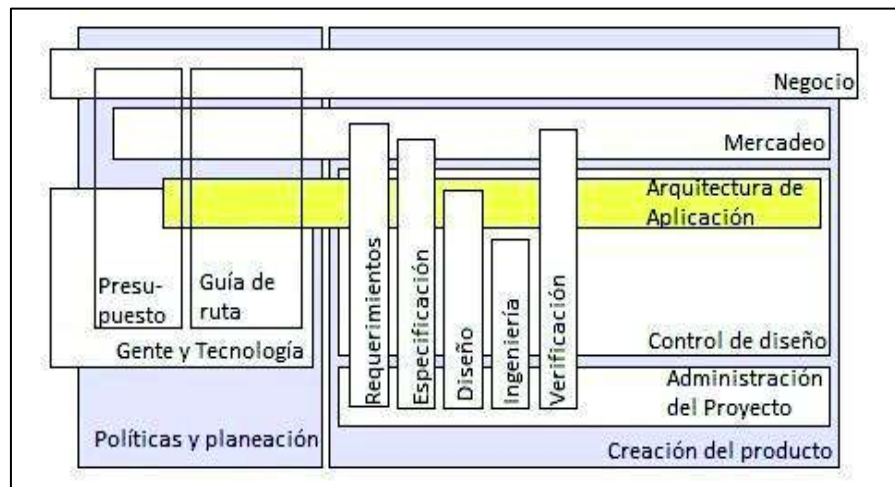 Negocio
Mercadeo
Arquitectura de
Aplicación
Presu-
puesto
Guía de
ruta
Gente y Tecnología
Requerimientos
Especificación
Diseño
Ingeniería
Verificación
Control de diseño
Administración
del Proyecto
Políticas y planeación
Creación del producto